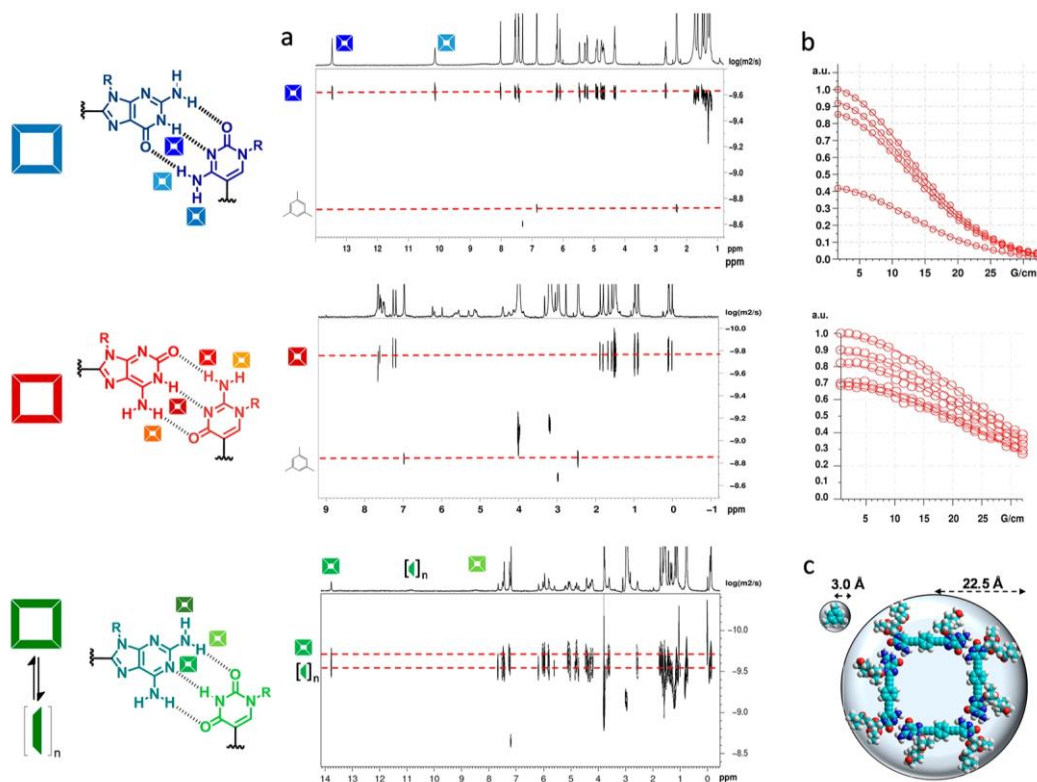 a
R
N
N
N
N
N
H
H
O
O
H
H
N
H
N
O
N
R
log(m2/s)
−9.6
−9.4
−9.2
−9.0
−8.8
−8.6
13 12 11 10 9 8 7 6 5 4 3 2 1 ppm
ppm
b
a.u.
1.0
0.9
0.8
0.7
0.6
0.5
0.4
0.3
0.2
0.1
0.0
5 10 15 20 25 G/cm
R
N
N
N
O
N
H
N
H
H
H
N
H
N
N
R
O
log(m2/s)
−10.0
−9.8
−9.6
−9.4
−9.2
−9.0
−8.8
−8.6
9 8 7 6 5 4 3 2 1 0 −1 ppm
a.u.
1.0
0.9
0.8
0.7
0.6
0.5
0.4
0.3
0.2
0.1
0.0
5 10 15 20 25 G/cm
n
R
N
N
N
N
H
N
H
N
H
H
O
H
N
N
R
O
[ ]n
log(m2/s)
[ ]n
−10.0
−9.5
−9.0
−8.5
14 13 12 11 10 9 8 7 6 5 4 3 2 1 0 ppm
c
3.0 Å
22.5 Å